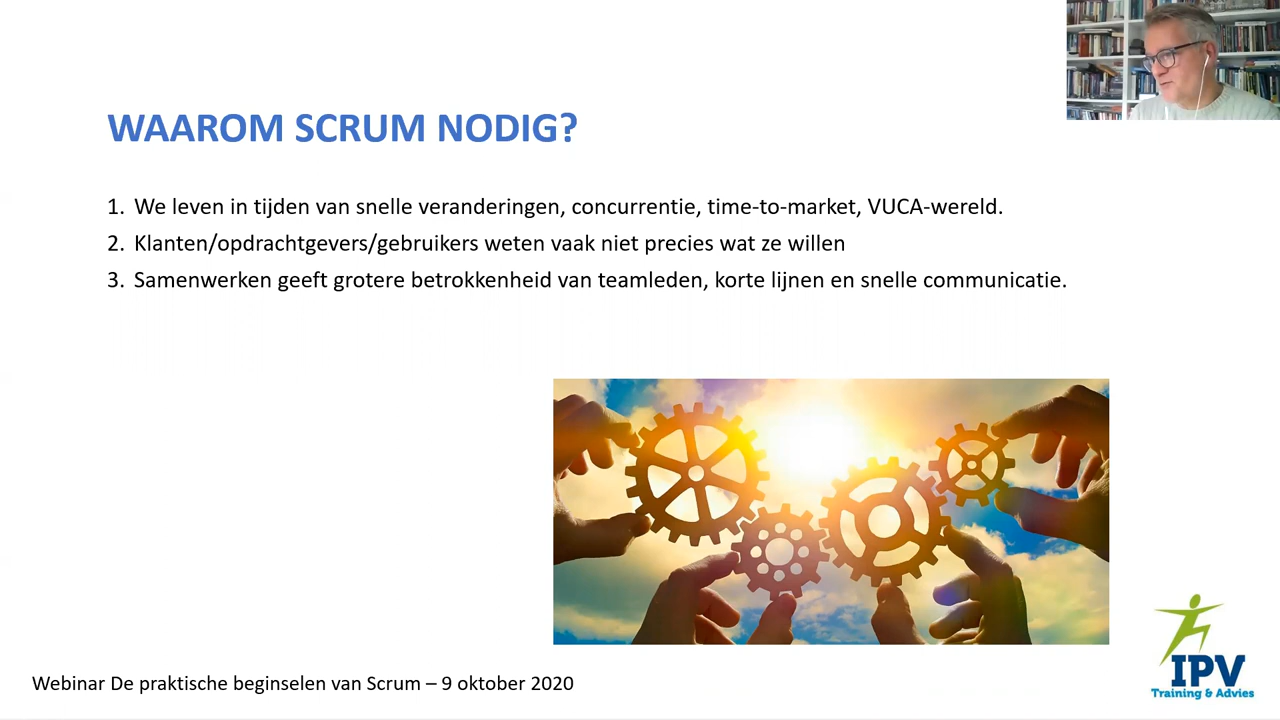 WAAROM SCRUM NODIG?
1. We leven in tijden van snelle veranderingen, concurrentie, time-to-market, VUCA-wereld.
2. Klanten/opdrachtgevers/gebruikers weten vaak niet precies wat ze willen
3. Samenwerken geeft grotere betrokkenheid van teamleden, korte lijnen en snelle communicatie.
IPV
Training & Advies
Webinar De praktische beginselen van Scrum – 9 oktober 2020